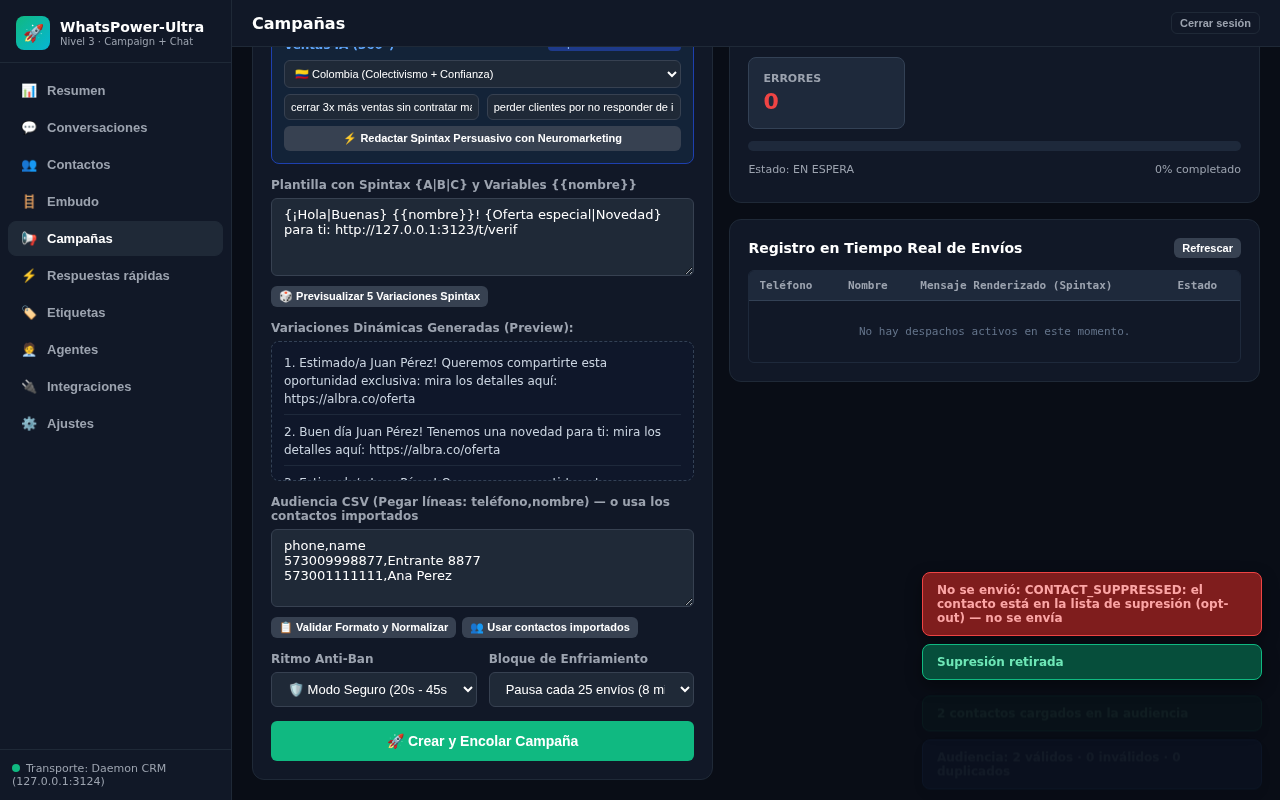 WhatsPower-Ultra
Nivel 3 · Campaign + Chat
Resumen
Conversaciones
Contactos
Embudo
Campañas
Respuestas rápidas
Etiquetas
Agentes
Integraciones
Ajustes
Transporte: Daemon CRM
(127.0.0.1:3124)
Campañas
Cerrar sesión
Colombia (Colectivismo + Confianza)
cerrar 3x más ventas sin contratar
perder clientes por no responder de i
⚡ Redactar Spintax Persuasivo con Neuromarketing
Plantilla con Spintax {A|B|C} y Variables {{nombre}}
{¡Hola|Buenas} {{nombre}}! {Oferta especial|Novedad}
para ti: http://127.0.0.1:3123/t/verif
Previsualizar 5 Variaciones Spintax
Variaciones Dinámicas Generadas (Preview):
1. Estimado/a Juan Pérez! Queremos compartirte esta
oportunidad exclusiva: mira los detalles aquí:
https://albra.co/oferta
2. Buen día Juan Pérez! Tenemos una novedad para ti: mira los
detalles aquí: https://albra.co/oferta
Audiencia CSV (Pegar líneas: teléfono,nombre) — o usa los
contactos importados
phone,name
573009998877,Entrante 8877
573001111111,Ana Perez
Validar Formato y Normalizar
Usar contactos importados
Ritmo Anti-Ban
Bloque de Enfriamiento
Modo Seguro (20s - 45s
Pausa cada 25 envíos (8 m
Crear y Encolar Campaña
ERRORES
0
Estado: EN ESPERA
0% completado
Registro en Tiempo Real de Envíos
Refrescar
Teléfono Nombre Mensaje Renderizado (Spintax) Estado
No hay despachos activos en este momento.
No se envió: CONTACT_SUPPRESSED: el
contacto está en la lista de supresión (opt-
out) — no se envía
Supresión retirada
2 contactos cargados en la audiencia
Audiencia: 2 válidos · 0 inválidos · 0
duplicados